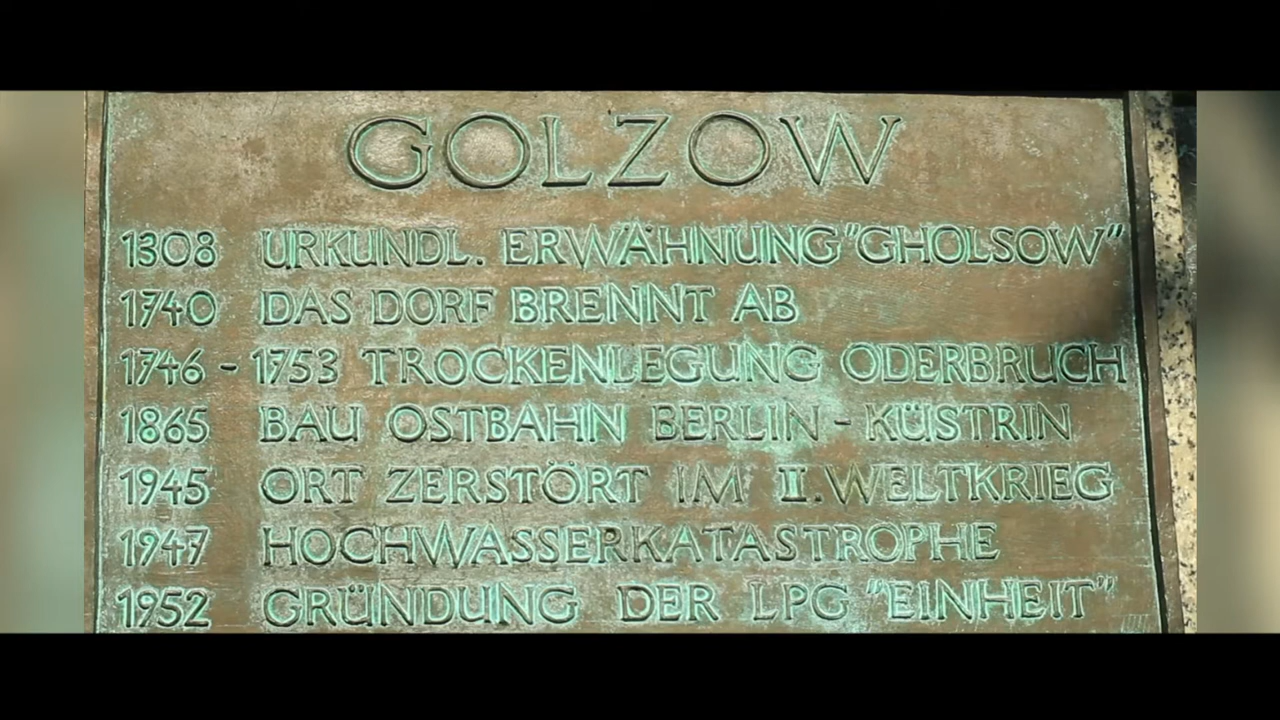 GOLZOW
1308 URKUNDL. ERWÄHNUNG "GHOLSOW"
1740 DAS DORF BRENNT AB
1746 - 1753 TROCKENLEGUNG ODERBRUCH
1865 BAU OSTBAHN BERLIN - KÜSTRIN
1945 ORT ZERSTÖRT IM II. WELTKRIEG
1947 HOCHWASSERKATASTROPHE
1952 GRÜNDUNG DER LPG "EINHEIT"